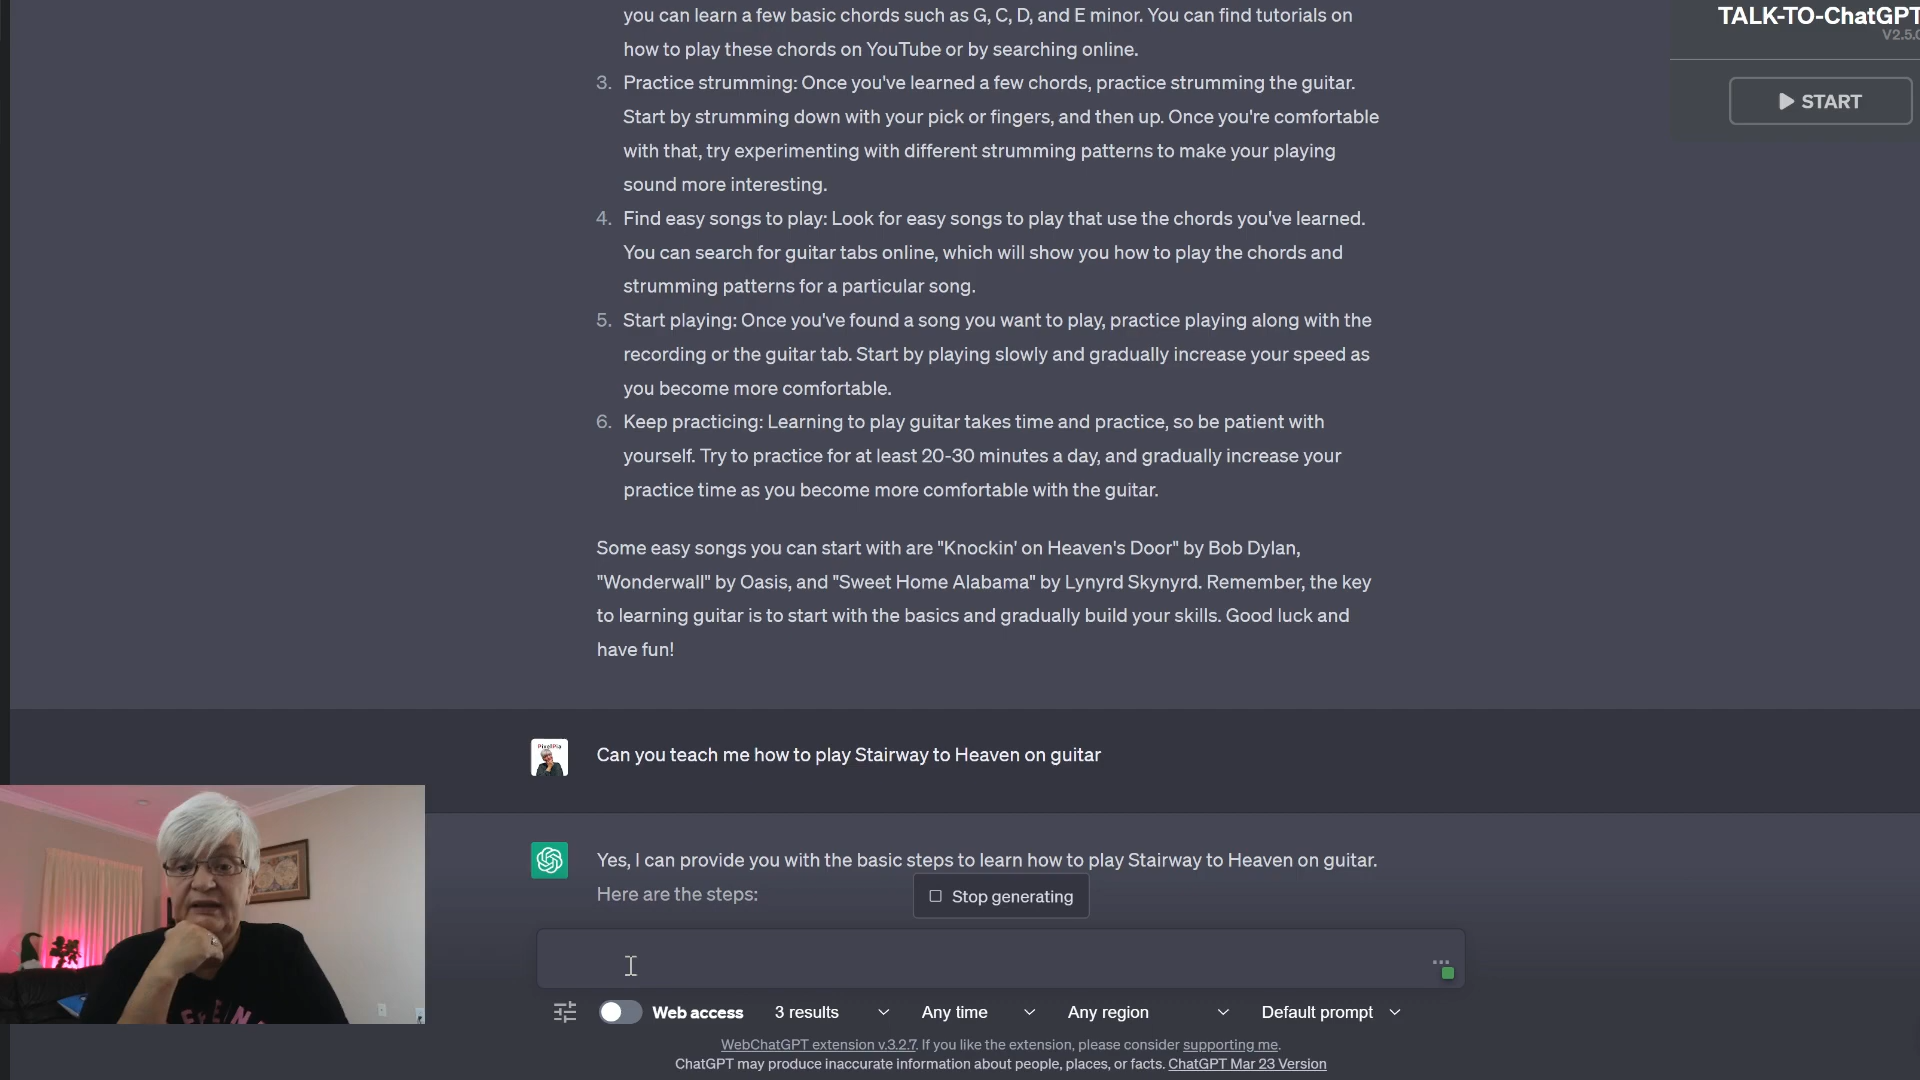 you can learn a few basic chords such as G, C, D, and E minor. You can find tutorials on
how to play these chords on YouTube or by searching online.
3. Practice strumming: Once you've learned a few chords, practice strumming the guitar.
Start by strumming down with your pick or fingers, and then up. Once you're comfortable
with that, try experimenting with different strumming patterns to make your playing
sound more interesting.
4. Find easy songs to play: Look for easy songs to play that use the chords you've learned.
You can search for guitar tabs online, which will show you how to play the chords and
strumming patterns for a particular song.
5. Start playing: Once you've found a song you want to play, practice playing along with the
recording or the guitar tab. Start by playing slowly and gradually increase your speed as
you become more comfortable.
6. Keep practicing: Learning to play guitar takes time and practice, so be patient with
yourself. Try to practice for at least 20-30 minutes a day, and gradually increase your
practice time as you become more comfortable with the guitar.
Some easy songs you can start with are "Knockin' on Heaven's Door" by Bob Dylan,
"Wonderwall" by Oasis, and "Sweet Home Alabama" by Lynyrd Skynyrd. Remember, the key
to learning guitar is to start with the basics and gradually build your skills. Good luck and
have fun!
TALK-TO-ChatGPT
V2.5.0
START
PixelPia
Can you teach me how to play Stairway to Heaven on guitar
Yes, I can provide you with the basic steps to learn how to play Stairway to Heaven on guitar.
Here are the steps:
Stop generating
Web access 3 results Any time Any region Default prompt
WebChatGPT extension v.3.2.7. If you like the extension, please consider supporting me.
ChatGPT may produce inaccurate information about people, places, or facts. ChatGPT Mar 23 Version